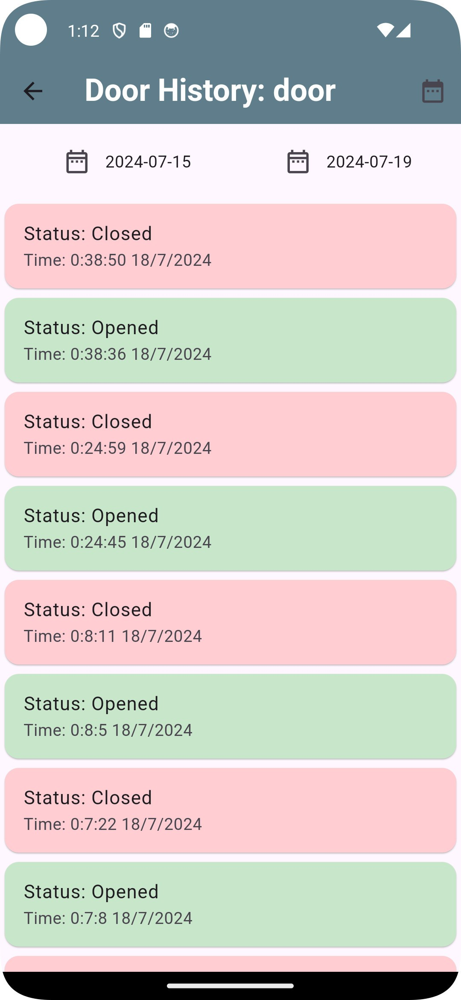 1:12
Door History: door
2024-07-15 2024-07-19
Status: Closed
Time: 0:38:50 18/7/2024
Status: Opened
Time: 0:38:36 18/7/2024
Status: Closed
Time: 0:24:59 18/7/2024
Status: Opened
Time: 0:24:45 18/7/2024
Status: Closed
Time: 0:8:11 18/7/2024
Status: Opened
Time: 0:8:5 18/7/2024
Status: Closed
Time: 0:7:22 18/7/2024
Status: Opened
Time: 0:7:8 18/7/2024